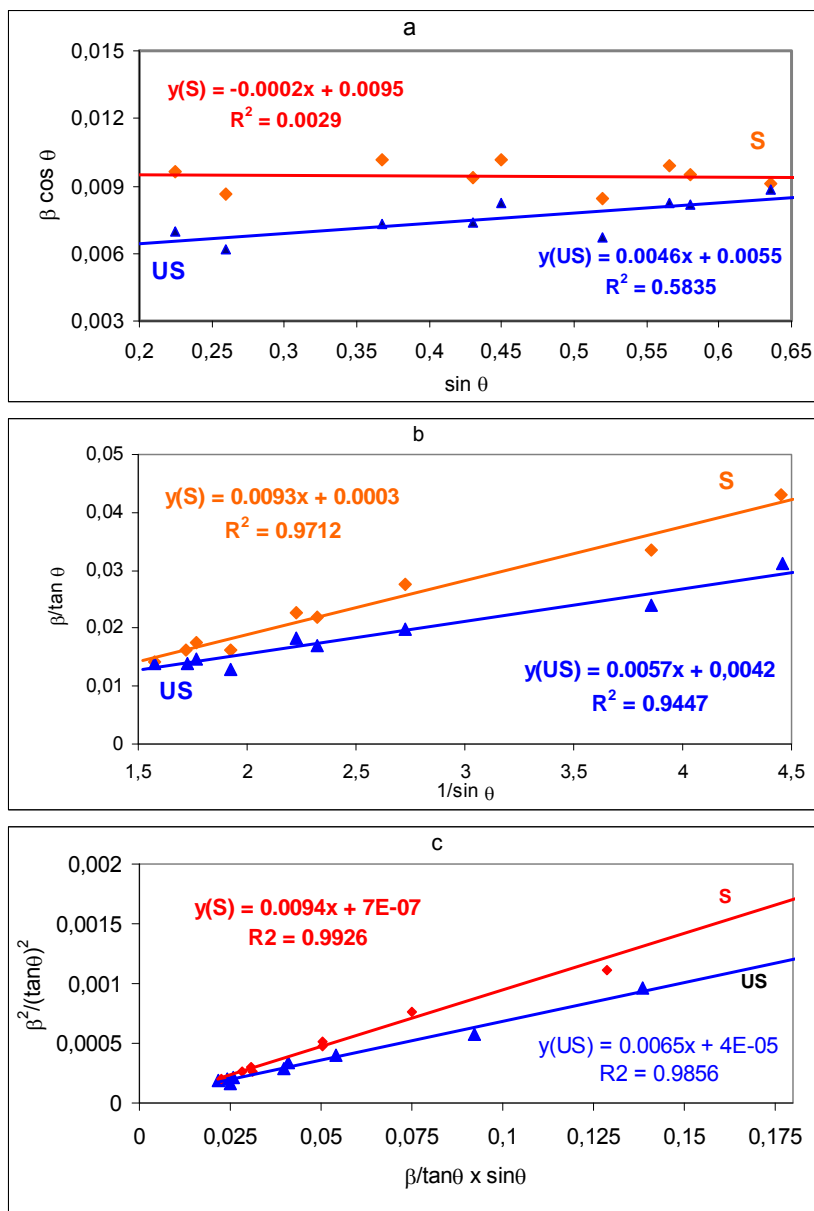 a
0,015
y(S) = -0.0002x + 0.0095
R² = 0.0029
0,012
S
β cos θ
0,009
0,006
US
y(US) = 0.0046x + 0.0055
R² = 0.5835
0,003
0,2 0,25 0,3 0,35 0,4 0,45 0,5 0,55 0,6 0,65
sin θ
b
0,05
S
y(S) = 0.0093x + 0.0003
R² = 0.9712
0,04
β/tan θ
0,03
0,02
US
y(US) = 0.0057x + 0,0042
R² = 0.9447
0,01
0
1,5 2 2,5 3 3,5 4 4,5
1/sin θ
c
0,002
y(S) = 0.0094x + 7E-07
R2 = 0.9926
S
0,0015
β²/(tanθ)²
0,001
US
0,0005
y(US) = 0.0065x + 4E-05
R2 = 0.9856
0
0 0,025 0,05 0,075 0,1 0,125 0,15 0,175
β/tanθ x sinθ